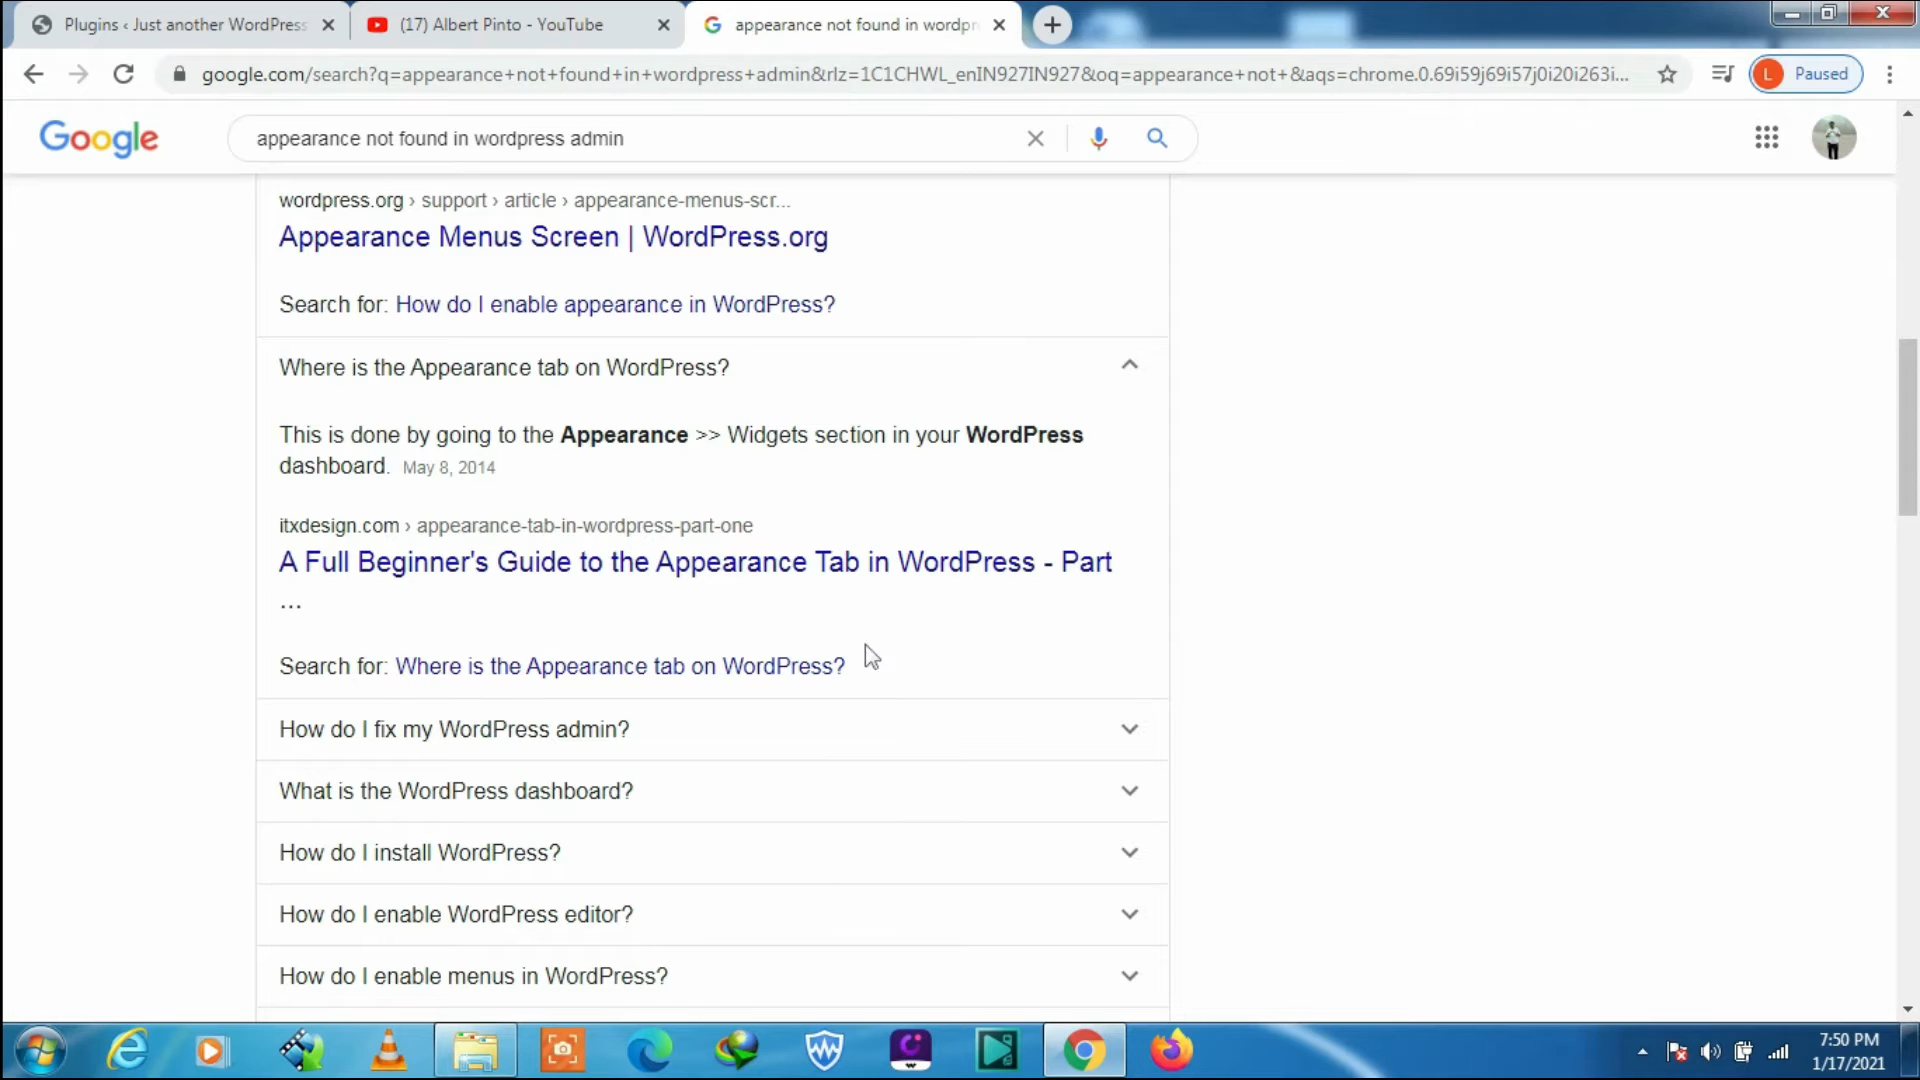 Plugins ‹ Just another WordPress
(17) Albert Pinto - YouTube
appearance not found in wordpr
google.com/search?q=appearance+not+found+in+wordpress+admin&rlz=1C1CHWL_enIN927IN927&oq=appearance+not+&aqs=chrome.0.69i59j69i57j0i20i263i...
L Paused
Google
appearance not found in wordpress admin
wordpress.org › support › article › appearance-menus-scr...
Appearance Menus Screen | WordPress.org
Search for: How do I enable appearance in WordPress?
Where is the Appearance tab on WordPress?
This is done by going to the Appearance >> Widgets section in your WordPress
dashboard. May 8, 2014
itxdesign.com › appearance-tab-in-wordpress-part-one
A Full Beginner's Guide to the Appearance Tab in WordPress - Part
...
Search for: Where is the Appearance tab on WordPress?
How do I fix my WordPress admin?
What is the WordPress dashboard?
How do I install WordPress?
How do I enable WordPress editor?
How do I enable menus in WordPress?
7:50 PM
1/17/2021